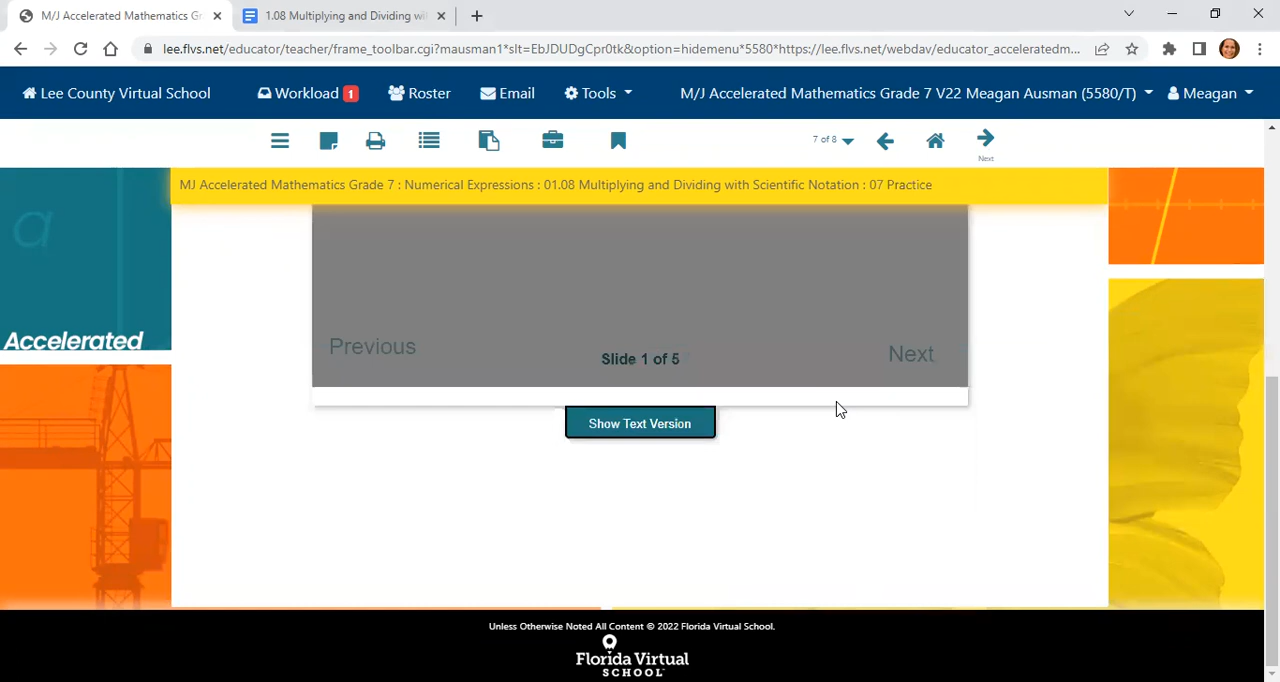 M/J Accelerated Mathematics Gr
1.08 Multiplying and Dividing wit
lee.flvs.net/educator/teacher/frame_toolbar.cgi?mausman1*slt=EbJDUDgCpr0tk&option=hidemenu*5580*https://lee.flvs.net/webdav/educator_acceleratedm...
Lee County Virtual School
Workload 1
Roster
Email
Tools
M/J Accelerated Mathematics Grade 7 V22 Meagan Ausman (5580/T)
Meagan
7 of 8
Next
MJ Accelerated Mathematics Grade 7 : Numerical Expressions : 01.08 Multiplying and Dividing with Scientific Notation : 07 Practice
a
Accelerated
Previous
Slide 1 of 5
Next
Show Text Version
Unless Otherwise Noted All Content © 2022 Florida Virtual School.
Florida Virtual
SCHOOL